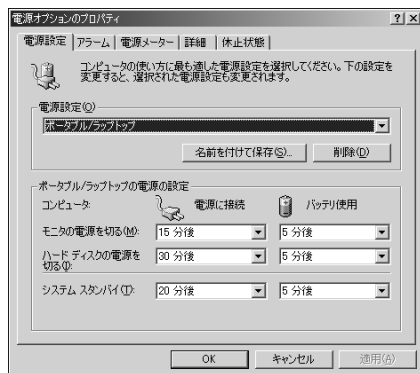 電源オプションのプロパティ
電源設定 アラーム 電源メーター 詳細 休止状態
コンピュータの使い方に最も適した電源設定を選択してください。下の設定を
変更すると、選択された電源設定も変更されます。
電源設定(O)
ポータブル/ラップトップ
名前を付けて保存(S)... 削除(D)
ポータブル/ラップトップの電源の設定
コンピュータ: 電源に接続 バッテリ使用
モニタの電源を切る(M): 15 分後 5 分後
ハード ディスクの電源を
切る(I): 30 分後 5 分後
システム スタンバイ(T): 20 分後 5 分後
OK キャンセル 適用(A)